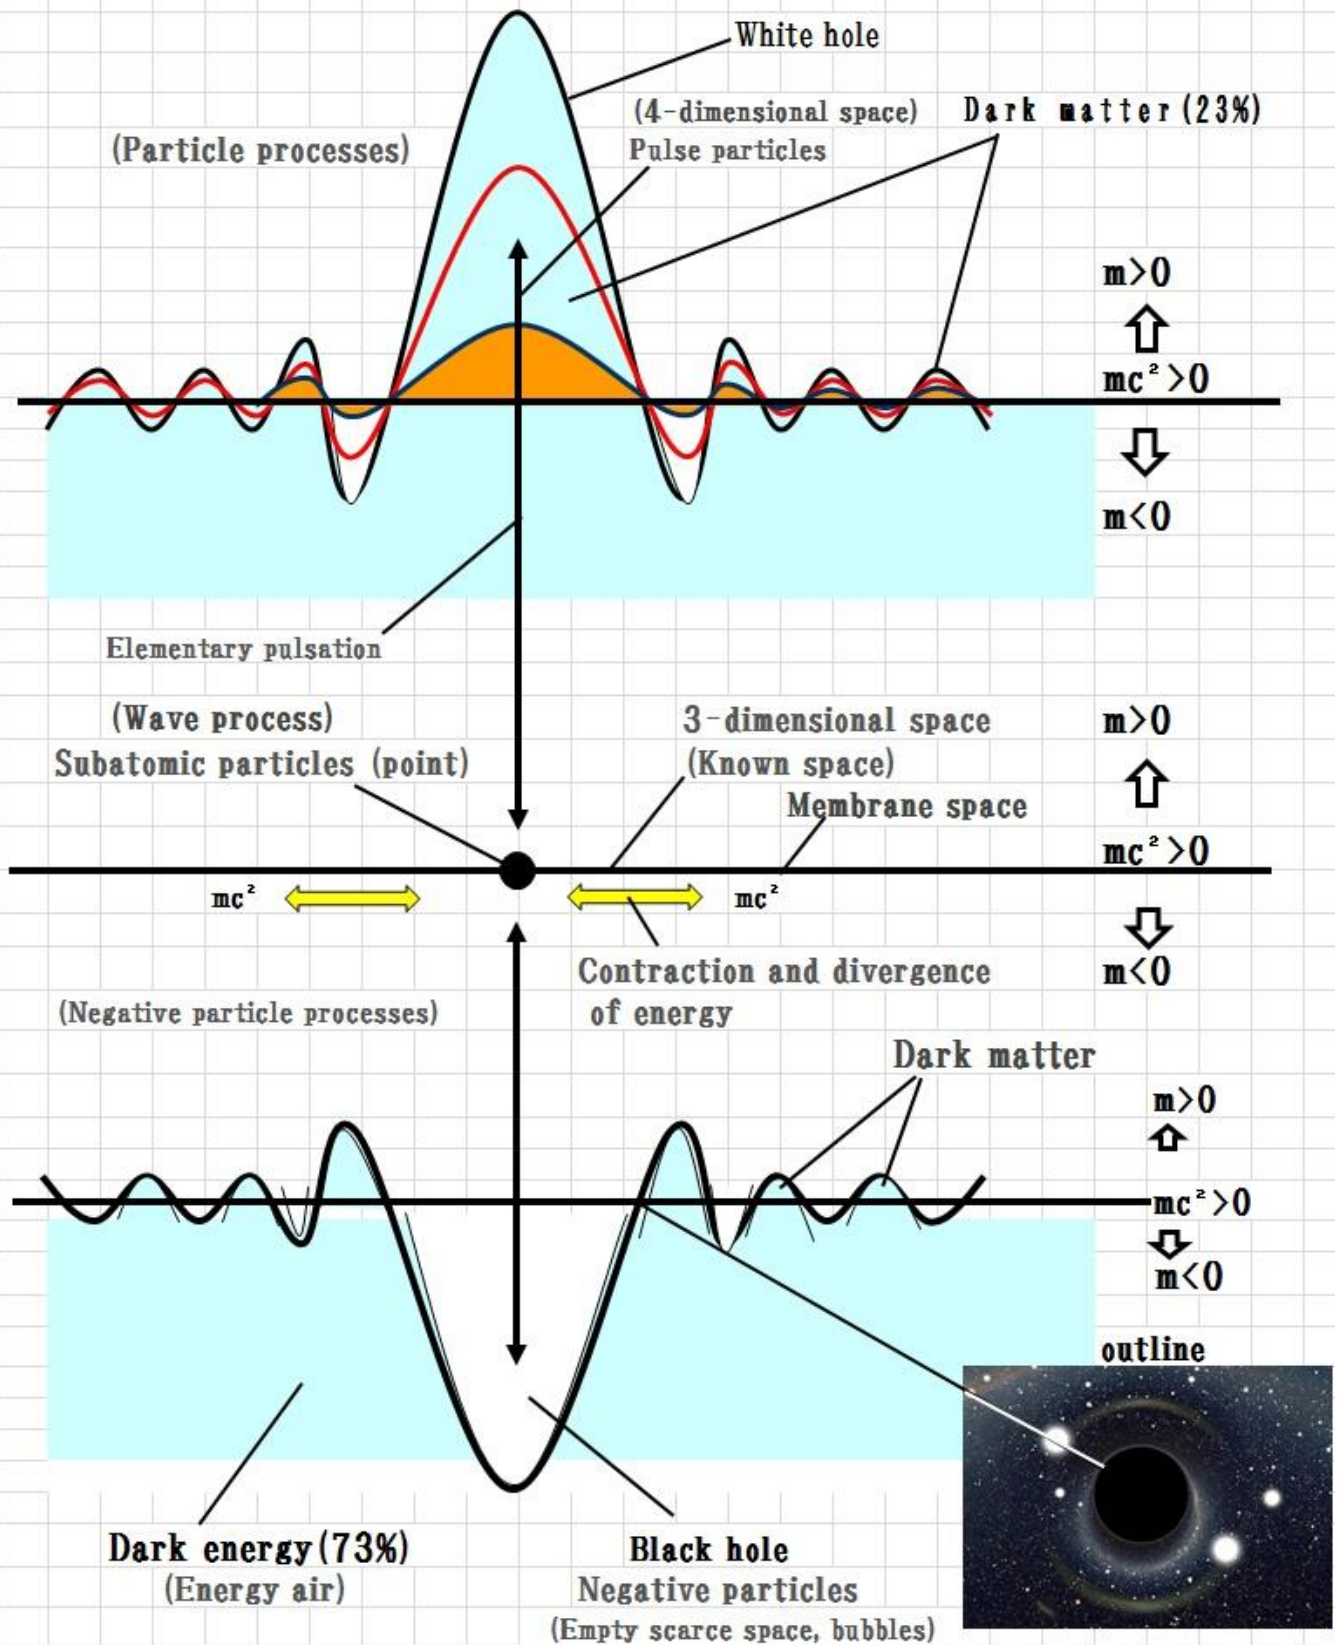 White hole
(4-dimensional space)
Pulse particles
Dark matter(23%)
(Particle processes)
m>0
mc²>0
m<0
Elementary pulsation
(Wave process)
Subatomic particles (point)
3-dimensional space
(Known space)
Membrane space
m>0
mc²>0
m<0
mc²
mc²
Contraction and divergence
of energy
(Negative particle processes)
Dark matter
m>0
mc²>0
m<0
outline
Dark energy(73%)
(Energy air)
Black hole
Negative particles
(Empty scarce space, bubbles)